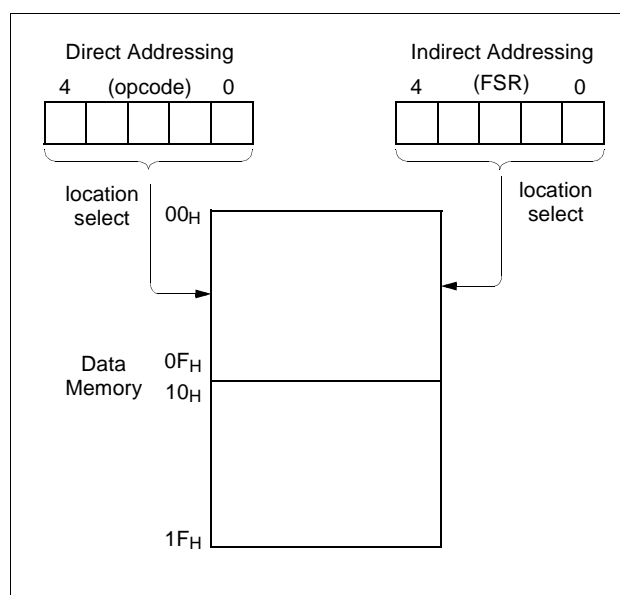 Direct Addressing
4 (opcode) 0
location
select
Indirect Addressing
4 (FSR) 0
location
select
00H
Data
Memory
0FH
10H
1FH